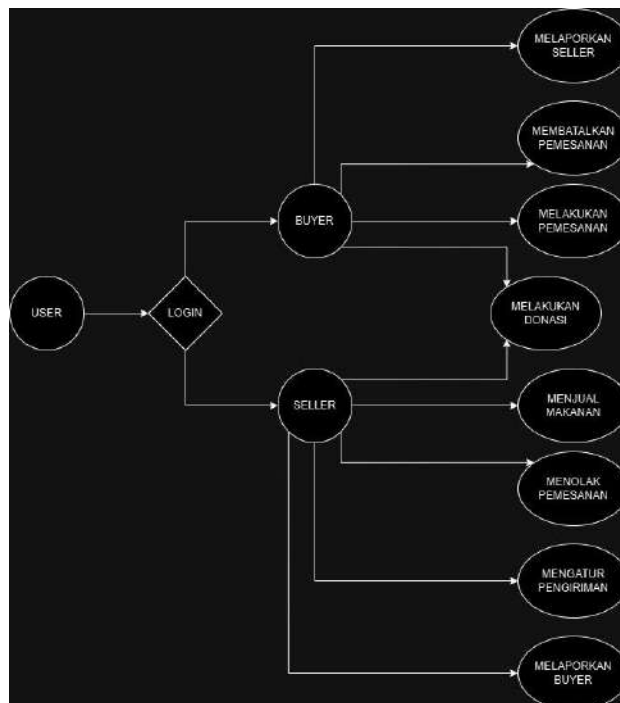 MELAPORKAN
SELLER
MEMBATALKAN
PEMESANAN
BUYER
MELAKUKAN
PEMESANAN
USER
LOGIN
MELAKUKAN
DONASI
SELLER
MENJUAL
MAKANAN
MENOLAK
PEMESANAN
MENGATUR
PENGIRIMAN
MELAPORKAN
BUYER